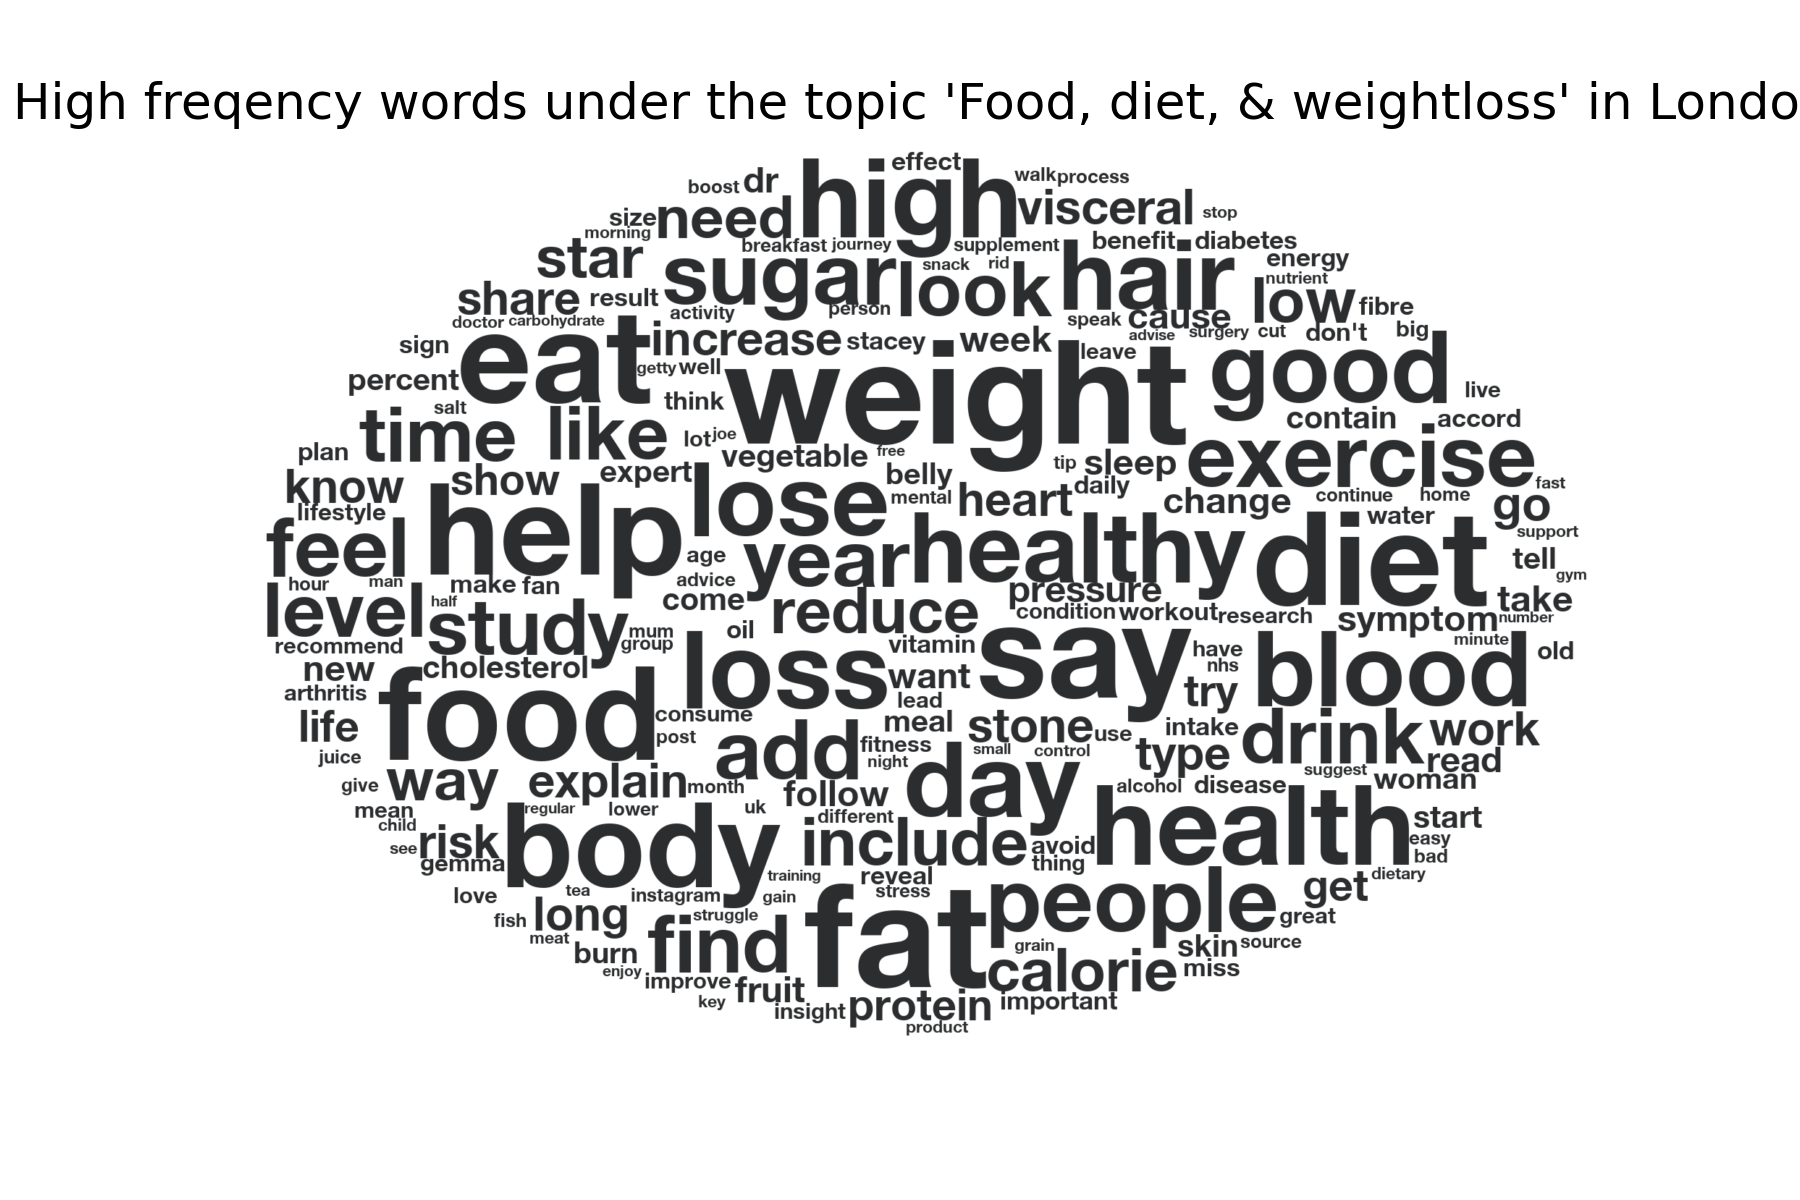 High freqency words under the topic 'Food, diet, & weightloss' in Londo
effect
high
walk process
boost dr
visceral
size need
stop
morning
breakfast journey supplement
benefit diabetes
star
sugar look hair
snack rid
energy
nutrient
share result
low fibre
activity person
doctor carbohydrate
speak cause
advise surgery cut don't big
increase stacey week
leave
sign
eat
getty well
weight
good
percent
think
live
salt
contain accord
time like
lot joe
plan
vegetable free
tip sleep
exercise
know show expert
lose
belly
mental heart daily
change continue home
fast
lifestyle
go
feel help
year healthy
water
diet
support
age
tell
gym
hour man make fan
advice
come
pressure
take
level
half
study
reduce
condition workout research
symptom number
recommend
mum
group
oil
vitamin
say
have
minute
old
new cholesterol
loss
want
nhs
blood
arthritis
food
lead
try
life
consume
meal stone use
intake drink work
juice
post
add
fitness
small control
type
read
give way explain month
night
day
suggest
woman
alcohol disease
follow
mean
regular lower
uk
different
health
start
child
body
include avoid
easy
see risk
thing
bad
gemma
training
reveal
people
dietary
love
tea instagram gain
stress
get
fish long
struggle
fat
great
meat
find
grain
skin source
burn
enjoy improve fruit
calorie miss
key
insight protein important
product